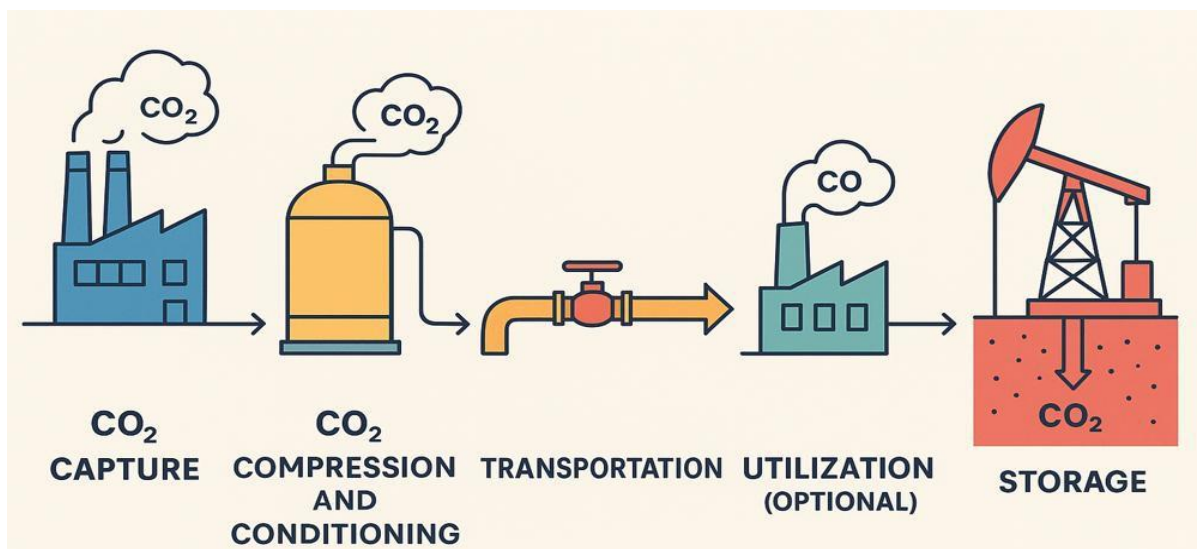 CO₂
CO₂
CO
CO₂
CO₂
CAPTURE
CO₂
COMPRESSION
AND
CONDITIONING
TRANSPORTATION
UTILIZATION
(OPTIONAL)
STORAGE